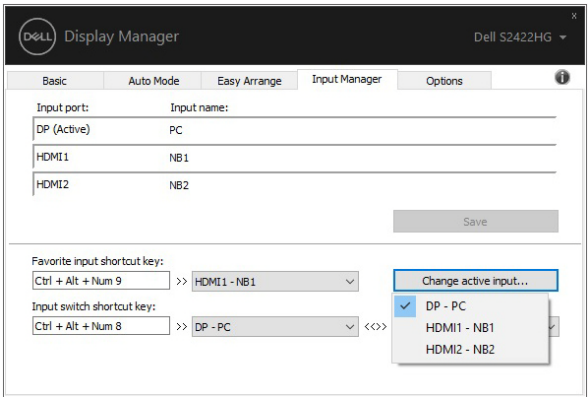 DELL Display Manager
x
Dell S2422HG
Basic Auto Mode Easy Arrange Input Manager Options i
Input port: Input name:
DP (Active) PC
HDMI1 NB1
HDMI2 NB2
Save
Favorite input shortcut key:
Ctrl + Alt + Num 9 >> HDMI1 - NB1 Change active input...
Input switch shortcut key:
Ctrl + Alt + Num 8 >> DP - PC <<>>
DP - PC
HDMI1 - NB1
HDMI2 - NB2